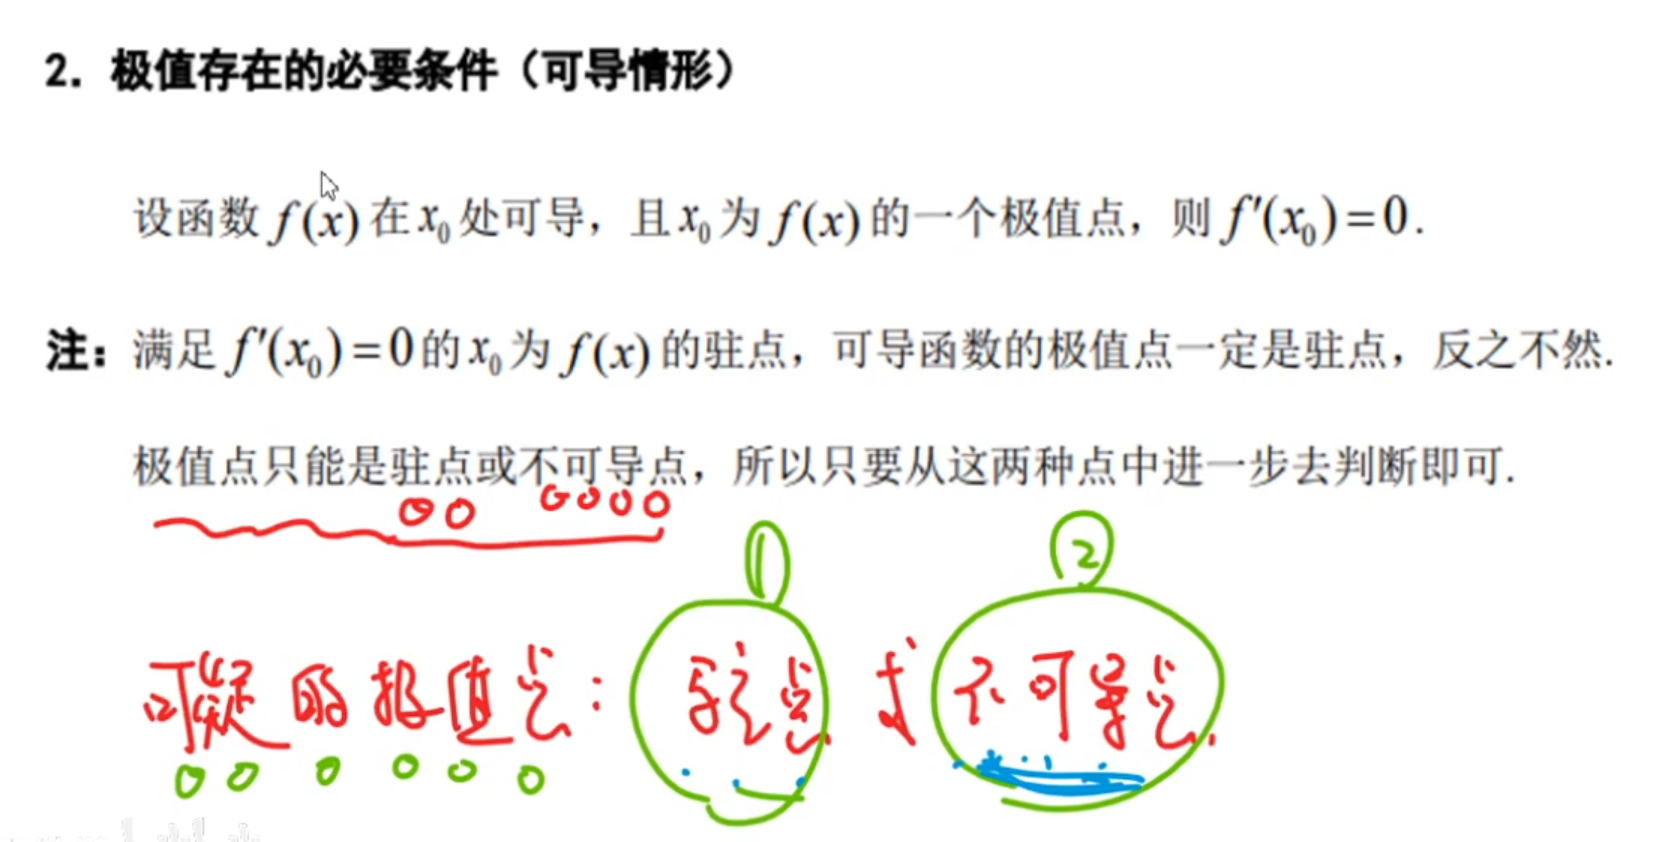 2. 极值存在的必要条件（可导情形）
设函数 f(x) 在 x₀ 处可导，且 x₀ 为 f(x) 的一个极值点，则 f′(x₀)=0.
注：满足 f′(x₀)=0 的 x₀ 为 f(x) 的驻点，可导函数的极值点一定是驻点，反之不然.
极值点只能是驻点或不可导点，所以只要从这两种点中进一步去判断即可.
① ②
可疑的极值点：驻点 或 不可导点.